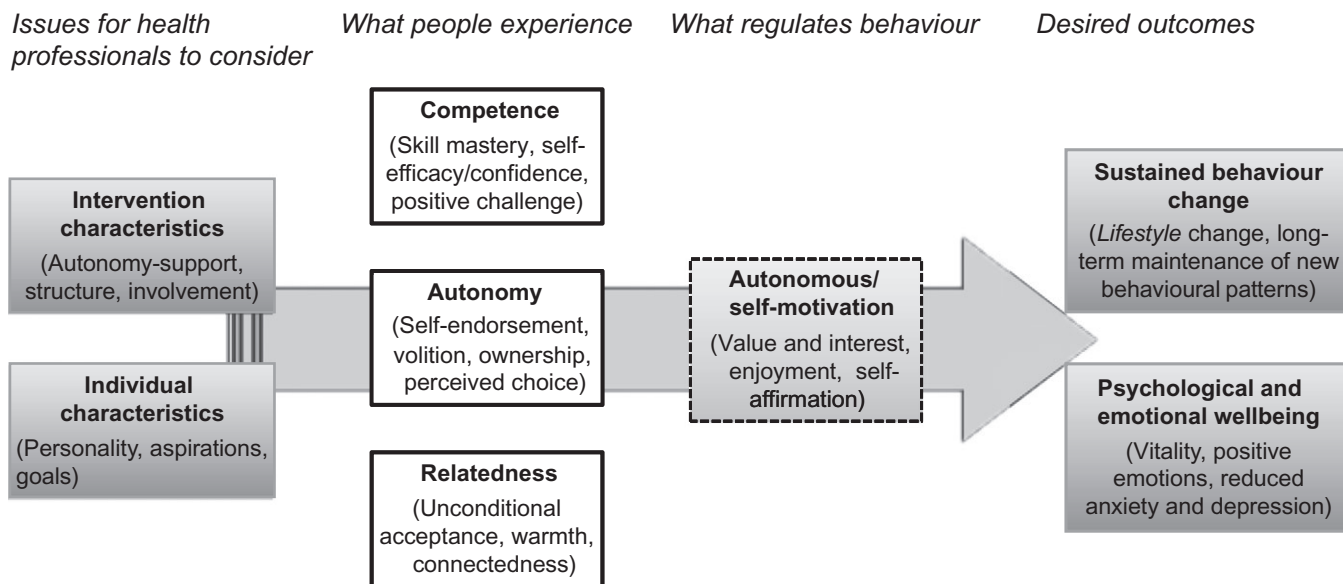 Issues for health
professionals to consider
What people experience
What regulates behaviour
Desired outcomes
Intervention
characteristics
(Autonomy-support,
structure, involvement)
Individual
characteristics
(Personality, aspirations,
goals)
Competence
(Skill mastery, self-
efficacy/confidence,
positive challenge)
Autonomy
(Self-endorsement,
volition, ownership,
perceived choice)
Relatedness
(Unconditional
acceptance, warmth,
connectedness)
Autonomous/
self-motivation
(Value and interest,
enjoyment, self-
affirmation)
Sustained behaviour
change
(Lifestyle change, long-
term maintenance of new
behavioural patterns)
Psychological and
emotional wellbeing
(Vitality, positive
emotions, reduced
anxiety and depression)